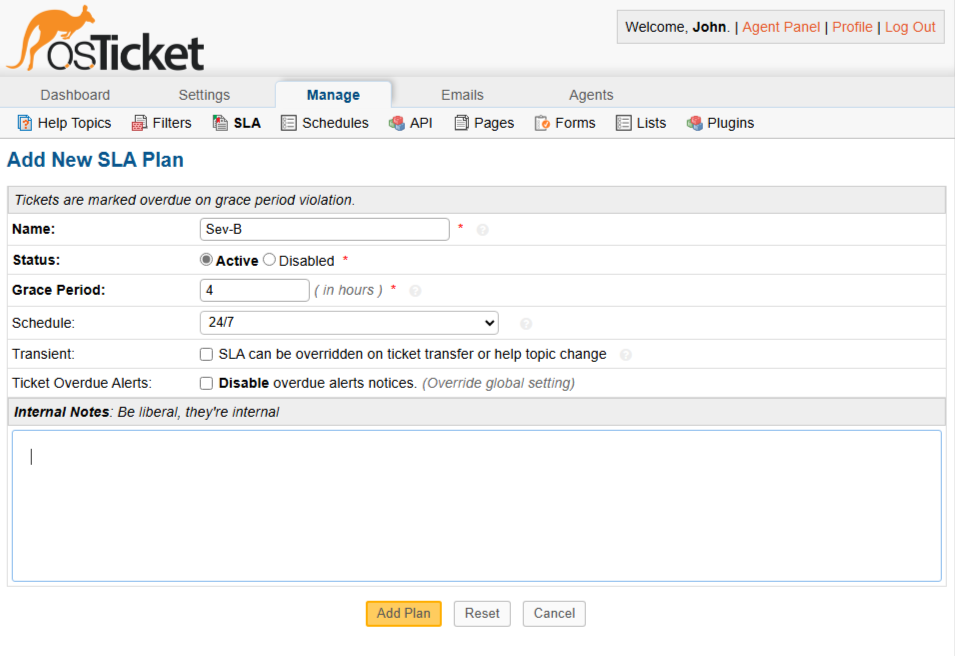 osTicket
Welcome, John. | Agent Panel | Profile | Log Out
Dashboard Settings Manage Emails Agents
Help Topics Filters SLA Schedules API Pages Forms Lists Plugins
Add New SLA Plan
Tickets are marked overdue on grace period violation.
Name: Sev-B * ?
Status: Active Disabled *
Grace Period: 4 ( in hours ) * ?
Schedule: 24/7 ?
Transient: SLA can be overridden on ticket transfer or help topic change ?
Ticket Overdue Alerts: Disable overdue alerts notices. (Override global setting)
Internal Notes: Be liberal, they're internal
Add Plan Reset Cancel